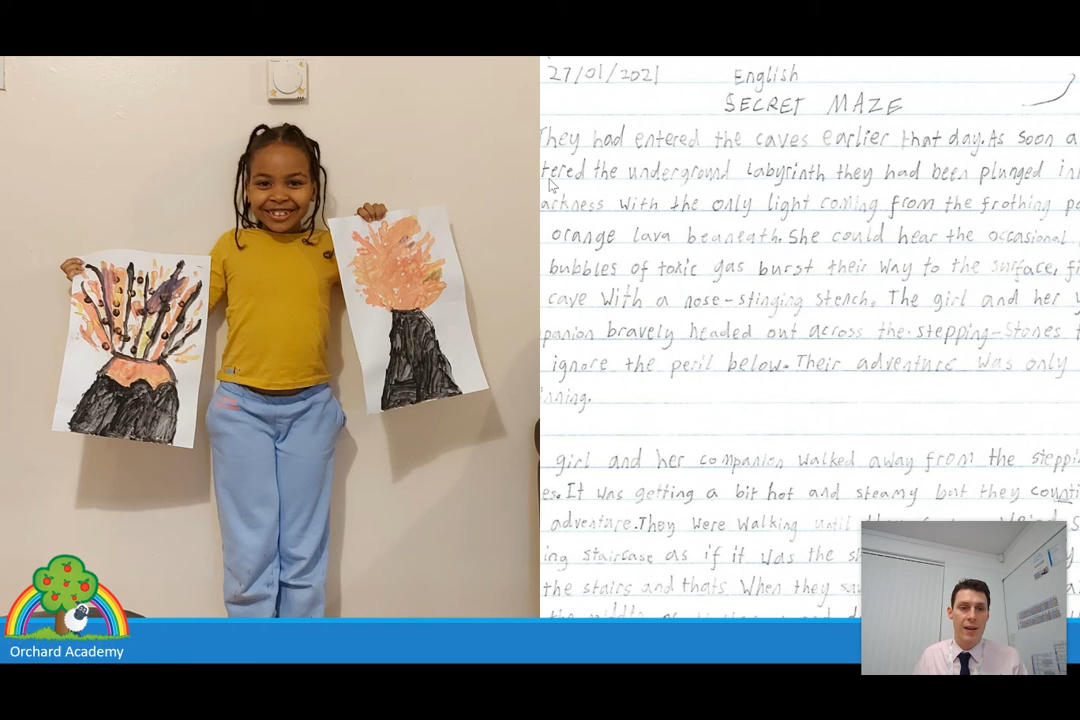 27/01/2021 English
SECRET MAZE
They had entered the caves earlier that day. As soon a
tered the underground labyrinth they had been plunged in
arkness with the only light coming from the frothing
orange lava beaneath. She could hear the occasional
bubbles of toxic gas burst their way to the surface, fi
cave with a nose-stinging stench. The girl and her
panion bravely headed out across the stepping-stones
ignore the peril below. Their adventure was only
nning.
girl and her companion walked away from the steppi
es. It was getting a bit hot and steamy but they counti
adventure. They were walking until
ing staircase as if it was the
the stairs and thats. When they
the middle
Orchard Academy